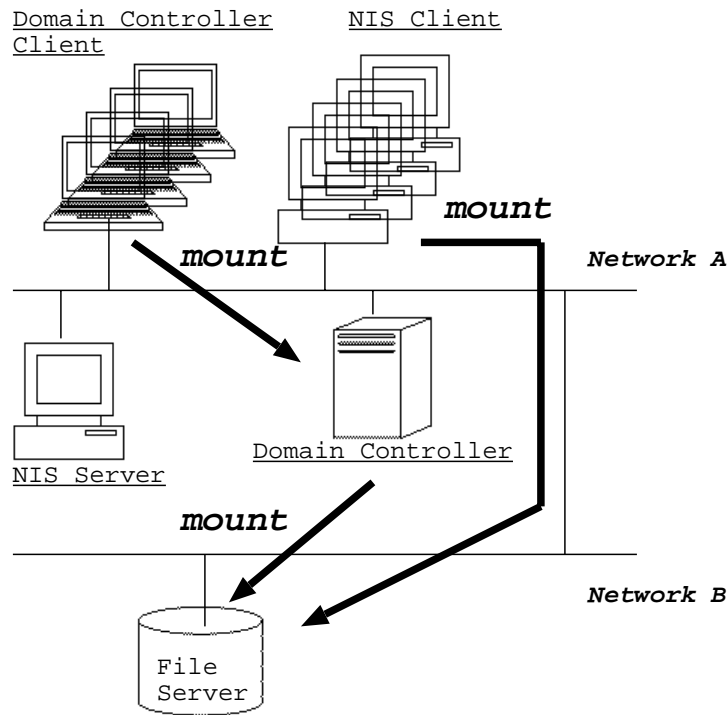 Domain Controller
Client
NIS Client
mount
mount
Network A
NIS Server
Domain Controller
mount
Network B
File
Server